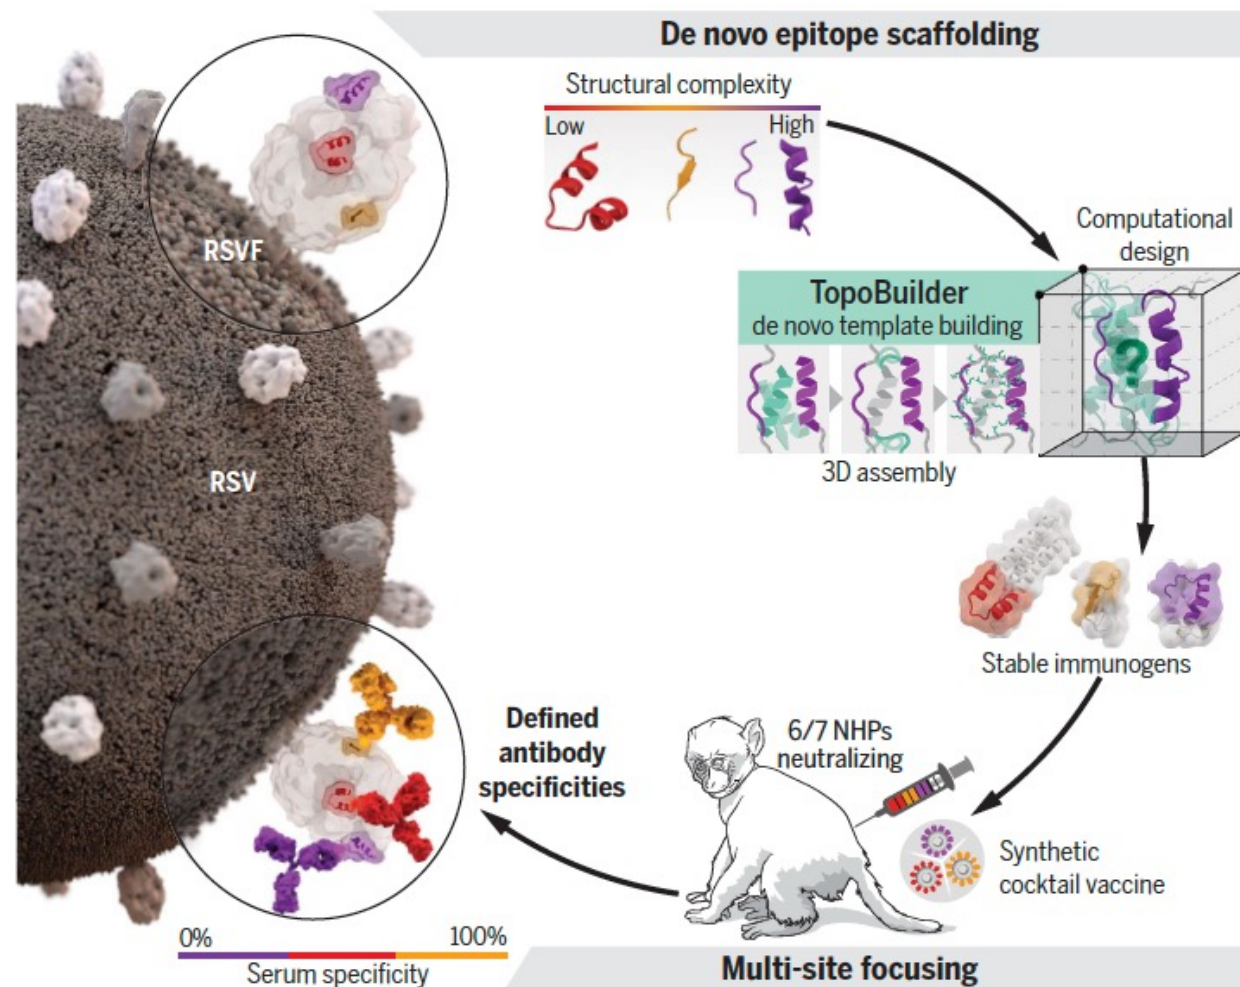 De novo epitope scaffolding
Structural complexity
Low
High
RSVF
Computational
design
TopoBuilder
de novo template building
?
3D assembly
RSV
Stable immunogens
Defined
antibody
specificities
6/7 NHPs
neutralizing
Synthetic
cocktail vaccine
0%
100%
Serum specificity
Multi-site focusing